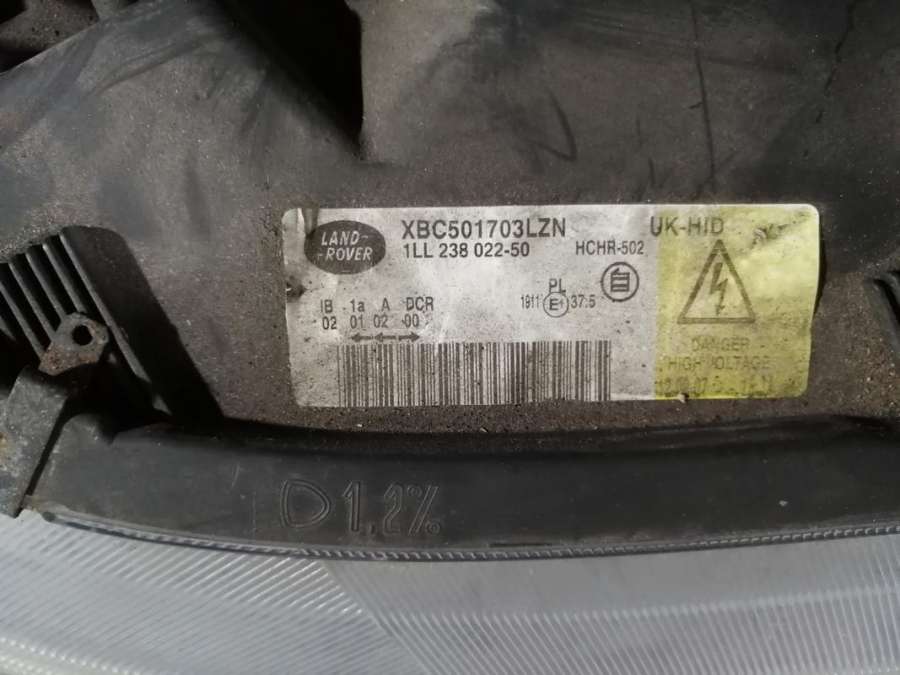 LAND-
-ROVER
XBC501703LZN
1LL 238 022-50
HCHR-502
UK-HID
IB 1a A DCR
02 01 02 00
PL
1911 E1 37.5
DANGER
HIGH VOLTAGE
1.2%